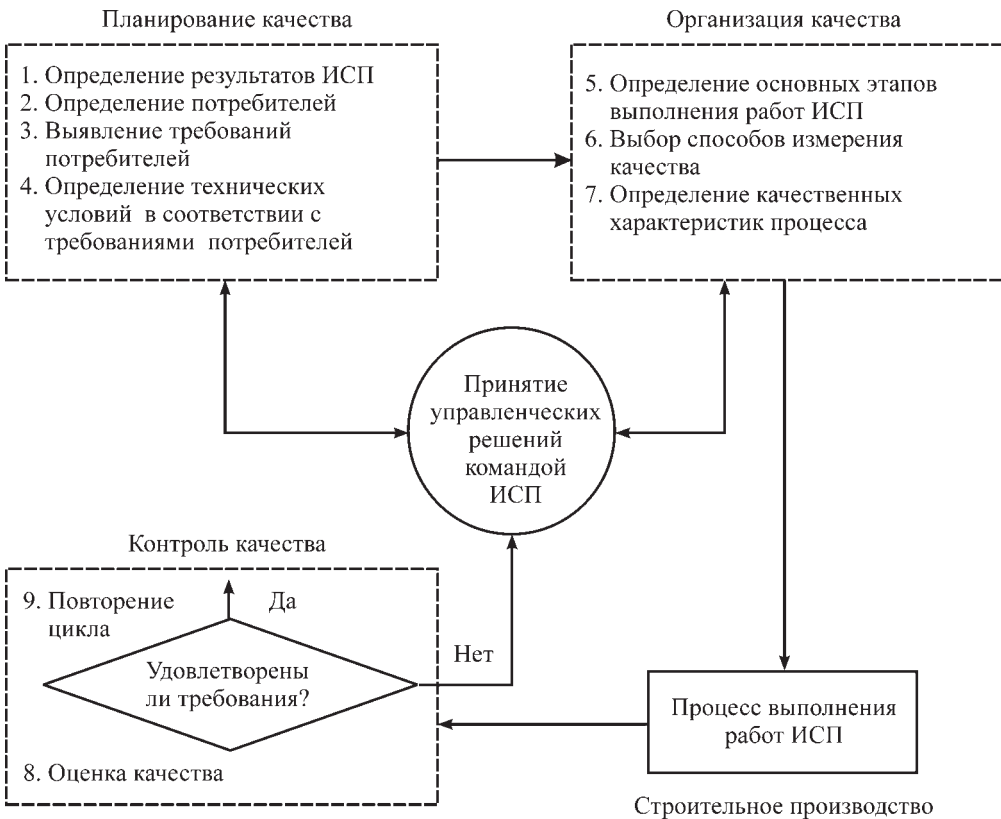 Планирование качества
1. Определение результатов ИСП
2. Определение потребителей
3. Выявление требований
потребителей
4. Определение технических
условий в соответствии с
требованиями потребителей
Организация качества
5. Определение основных этапов
выполнения работ ИСП
6. Выбор способов измерения
качества
7. Определение качественных
характеристик процесса
Принятие
управленческих
решений
командой
ИСП
Контроль качества
9. Повторение
цикла
Да
Удовлетворены
ли требования?
Нет
8. Оценка качества
Процесс выполнения
работ ИСП
Строительное производство